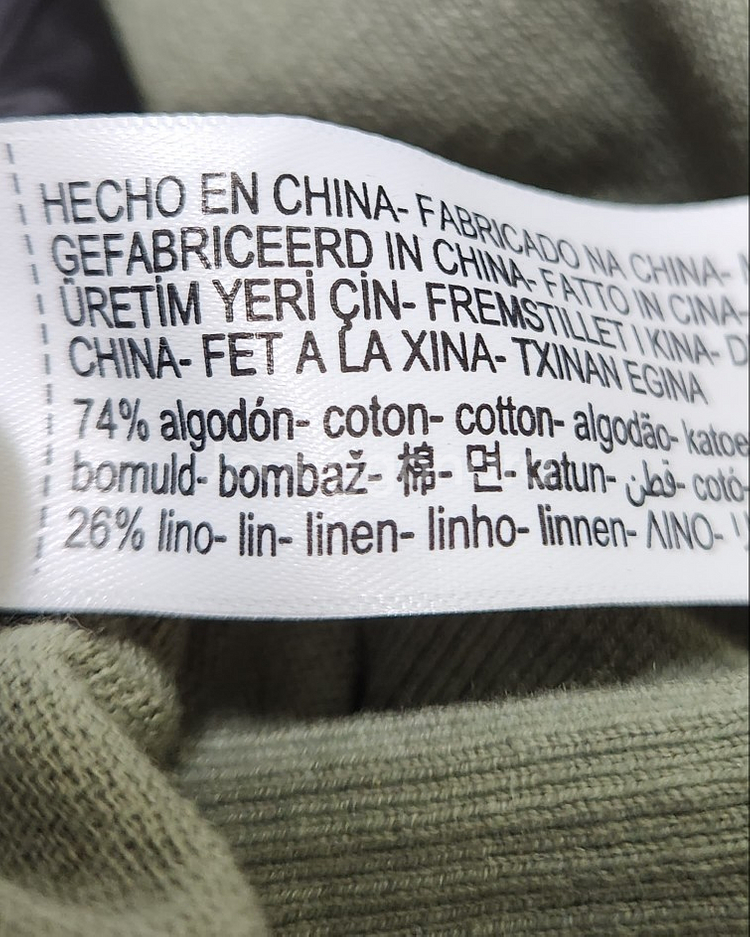 HECHO EN CHINA- FABRICADO NA CHINA-
GEFABRICEERD IN CHINA- FATTO IN CINA-
ÜRETİM YERİ ÇİN- FREMSTILLET I KINA- D
CHINA- FET A LA XINA- TXINAN EGINA
74% algodón- coton- cotton- algodão- katoe
bomuld- bombaž- 棉- 면- katun- قطن- cotó-
26% lino- lin- linen- linho- linnen- ΛΙΝΟ-